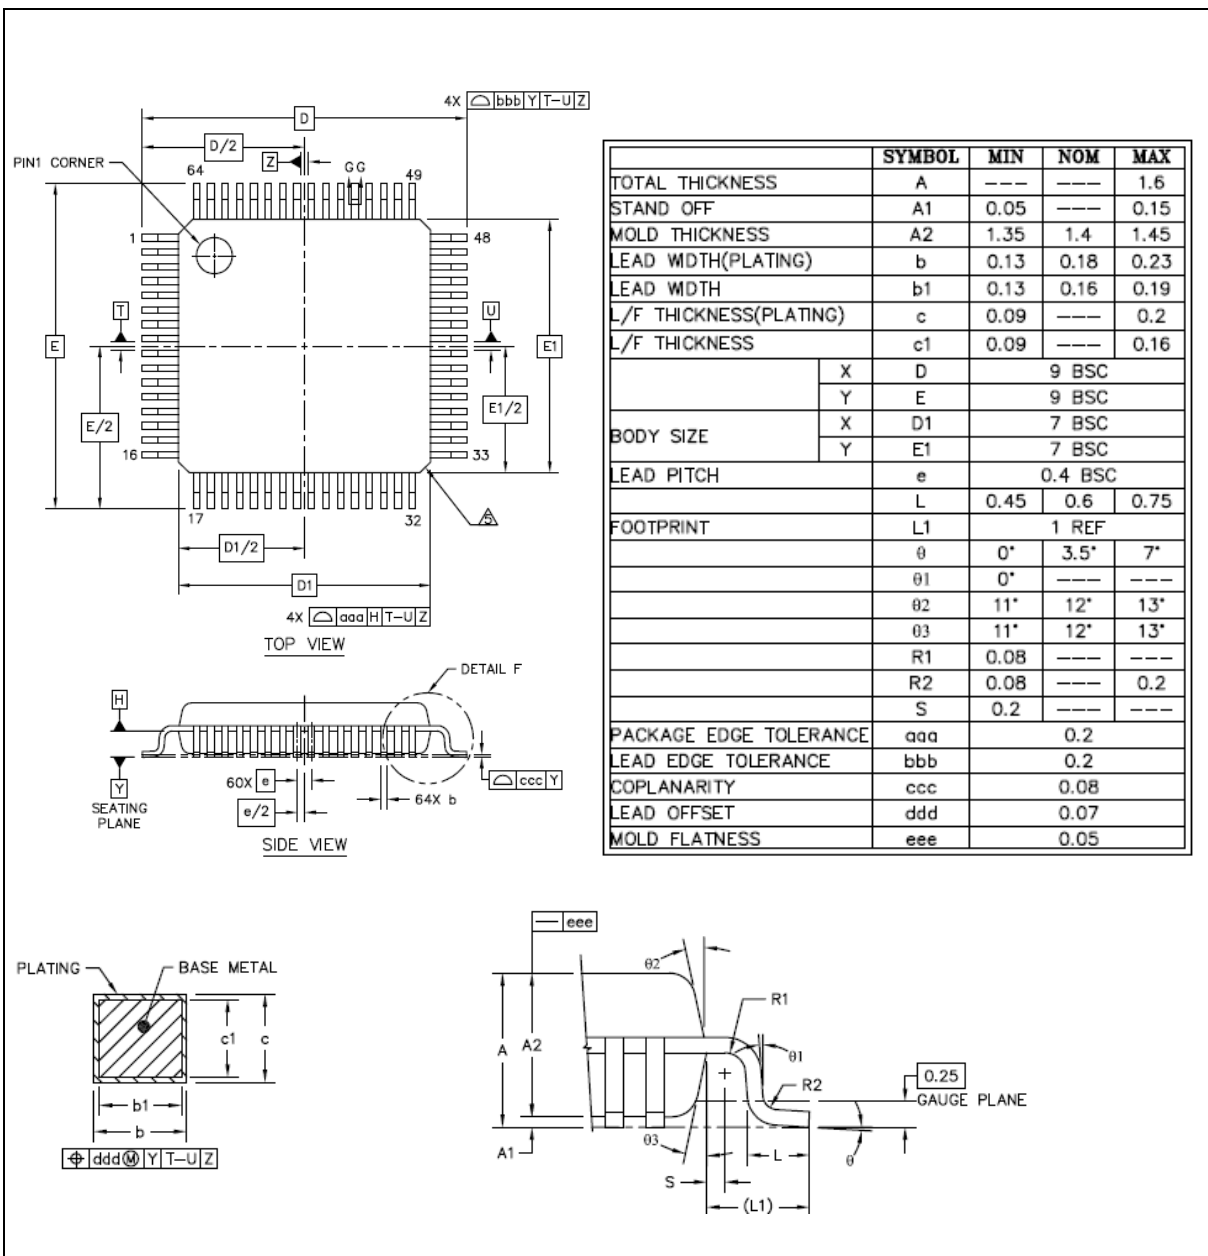 4X bbb Y T-U Z
D
D/2
Z
PIN1 CORNER
64
G G
49
1
48
T
U
E
E1
E/2
E1/2
16
33
17
32
5
D1/2
D1
4X aaa H T-U Z
TOP VIEW
DETAIL F
H
Y
SEATING
PLANE
60X e
e/2
64X b
ccc Y
SIDE VIEW
SYMBOL MIN NOM MAX
TOTAL THICKNESS A --- --- 1.6
STAND OFF A1 0.05 --- 0.15
MOLD THICKNESS A2 1.35 1.4 1.45
LEAD WIDTH(PLATING) b 0.13 0.18 0.23
LEAD WIDTH b1 0.13 0.16 0.19
L/F THICKNESS(PLATING) c 0.09 --- 0.2
L/F THICKNESS c1 0.09 --- 0.16
X D 9 BSC
Y E 9 BSC
BODY SIZE X D1 7 BSC
Y E1 7 BSC
LEAD PITCH e 0.4 BSC
L 0.45 0.6 0.75
FOOTPRINT L1 1 REF
θ 0° 3.5° 7°
θ1 0° --- ---
θ2 11° 12° 13°
θ3 11° 12° 13°
R1 0.08 --- ---
R2 0.08 --- 0.2
S 0.2 --- ---
PACKAGE EDGE TOLERANCE aaa 0.2
LEAD EDGE TOLERANCE bbb 0.2
COPLANARITY ccc 0.08
LEAD OFFSET ddd 0.07
MOLD FLATNESS eee 0.05
PLATING
BASE METAL
c1
c
b1
b
⌖ ddd Ⓜ Y T-U Z
eee
θ2
R1
A
A2
θ1
R2
0.25
GAUGE PLANE
A1
θ3
L
θ
S
(L1)